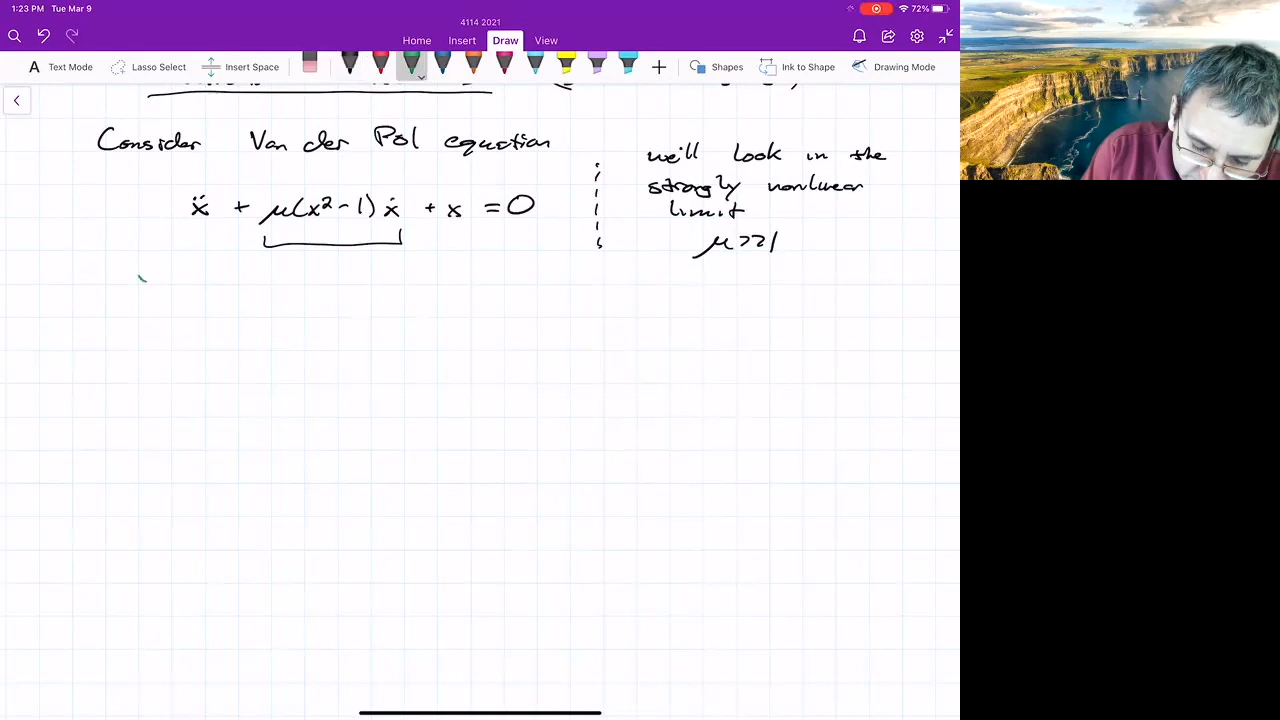 1:23 PM Tue Mar 9
72%
4114 2021
Home Insert Draw View
A Text Mode Lasso Select Insert Space Shapes Ink to Shape Drawing Mode
Consider Van der Pol equation
ẍ + μ(x²-1)ẋ + x = 0
we'll look in the
strongly nonlinear
limit
μ>>1